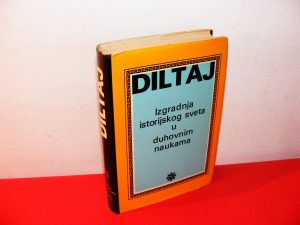 DILTAJ
Izgradnja
istorijskog sveta
u
duhovnim
naukama
DILTAJ